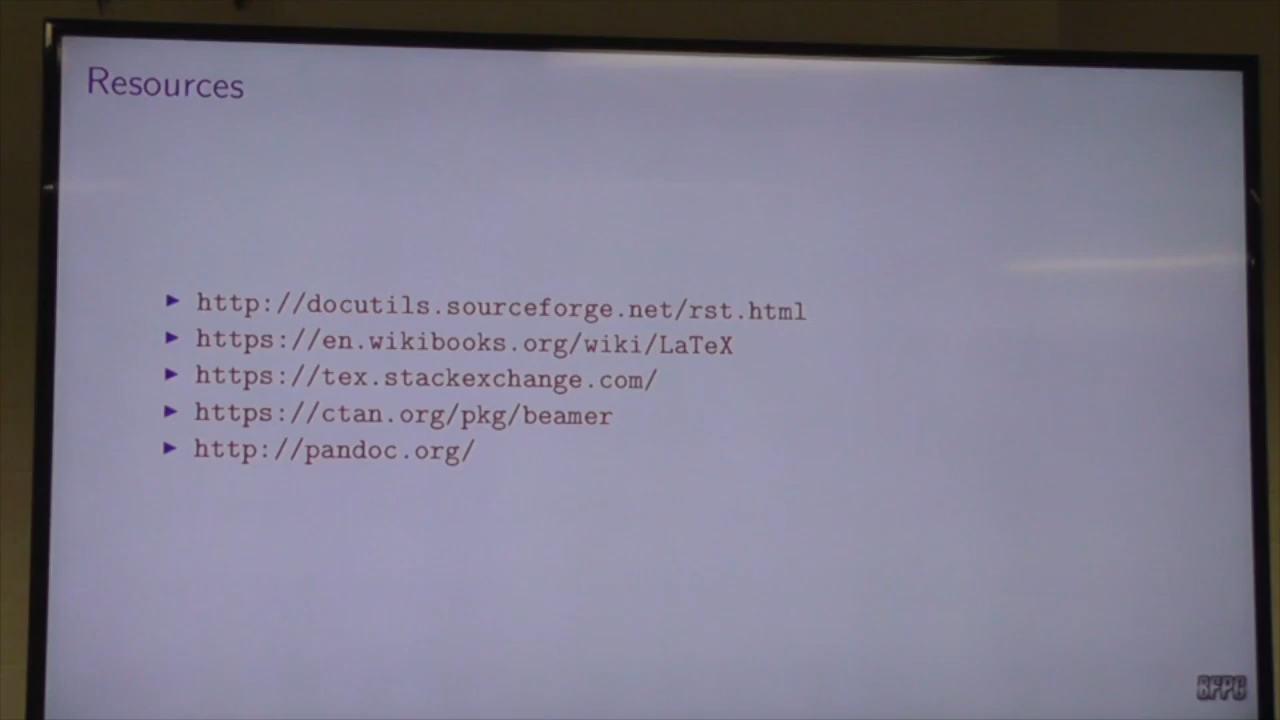 Resources
► http://docutils.sourceforge.net/rst.html
► https://en.wikibooks.org/wiki/LaTeX
► https://tex.stackexchange.com/
► https://ctan.org/pkg/beamer
► http://pandoc.org/